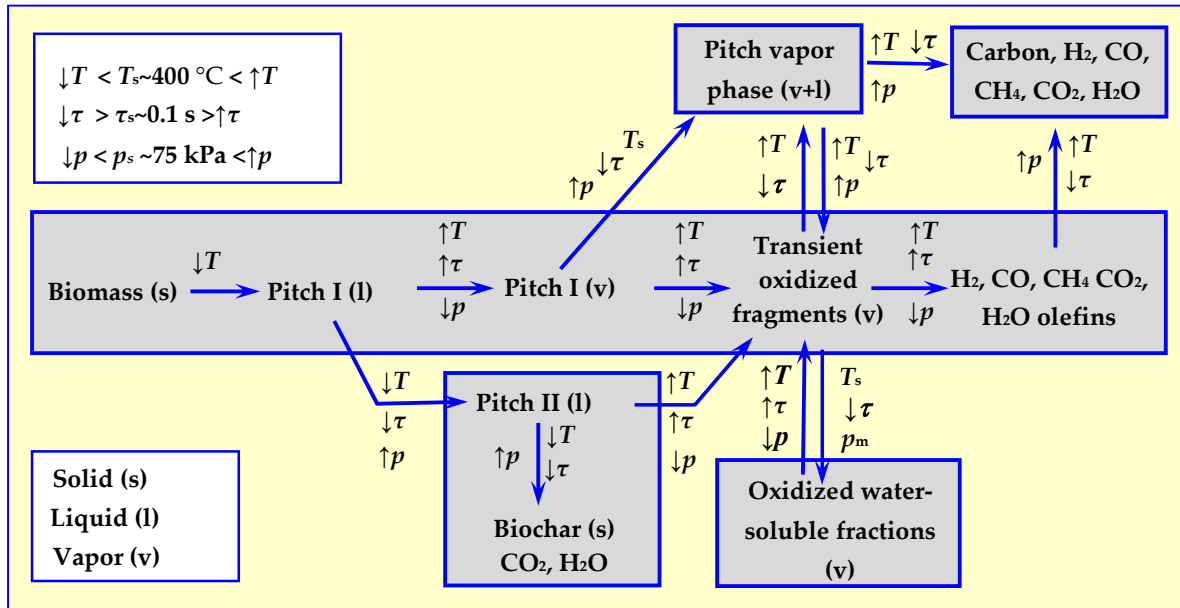 ↓T < Ts~400 °C < ↑T
↓τ > τs~0.1 s >↑τ
↓p < ps ~75 kPa <↑p
Pitch vapor
phase (v+l)
↑T ↓τ
↑p
Carbon, H2, CO,
CH4, CO2, H2O
Ts
↓τ
↑p
↑T
↓τ
↑T
↓τ
↑p
↑p
↑T
↓τ
Biomass (s)
↓T
Pitch I (l)
↑T
↑τ
↓p
Pitch I (v)
↑T
↑τ
↓p
Transient
oxidized
fragments (v)
↑T
↑τ
↓p
H2, CO, CH4 CO2,
H2O olefins
↓T
↓τ
↑p
Pitch II (l)
↑p
↓T
↓τ
Biochar (s)
CO2, H2O
↑T
↑τ
↓p
↑T
↑τ
↓p
Ts
↓τ
pm
Oxidized water-
soluble fractions
(v)
Solid (s)
Liquid (l)
Vapor (v)